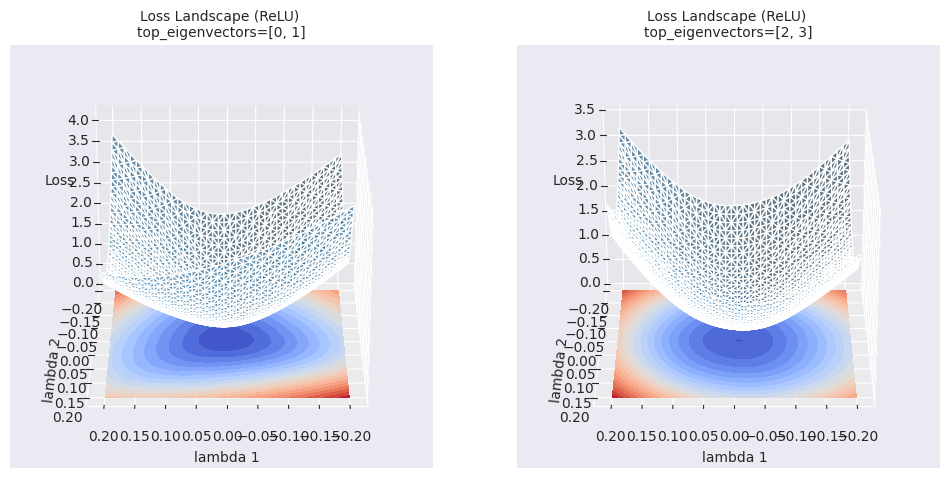 Loss Landscape (ReLU)
top_eigenvectors=[0, 1]
4.0
3.5
3.0
2.5
2.0
1.5
1.0
0.5
0.0
Loss
−0.20
−0.15
−0.10
−0.05
0.00
0.05
0.10
0.15
0.20
lambda 2
0.20 0.15 0.10 0.05 0.00 −0.05 −0.10 −0.15 −0.20
lambda 1
Loss Landscape (ReLU)
top_eigenvectors=[2, 3]
3.5
3.0
2.5
2.0
1.5
1.0
0.5
0.0
Loss
−0.20
−0.15
−0.10
−0.05
0.00
0.05
0.10
0.15
0.20
lambda 2
0.20 0.15 0.10 0.05 0.00 −0.05 −0.10 −0.15 −0.20
lambda 1